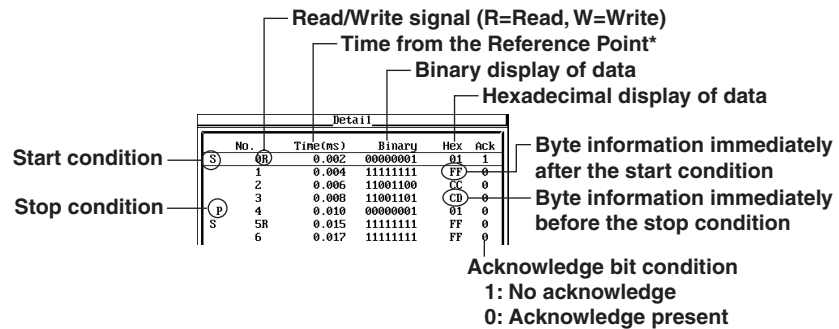 Read/Write signal (R=Read, W=Write)
Time from the Reference Point*
Binary display of data
Hexadecimal display of data
Detail
No. Time(ms) Binary Hex Ack
S 0R 0.002 00000001 01 1
1 0.004 11111111 FF 0
2 0.006 11001100 CC 0
3 0.008 11001101 CD 0
P 4 0.010 00000001 01 0
S 5R 0.015 11111111 FF 0
6 0.017 11111111 FF 0
Start condition
Stop condition
Byte information immediately
after the start condition
Byte information immediately
before the stop condition
Acknowledge bit condition
1: No acknowledge
0: Acknowledge present